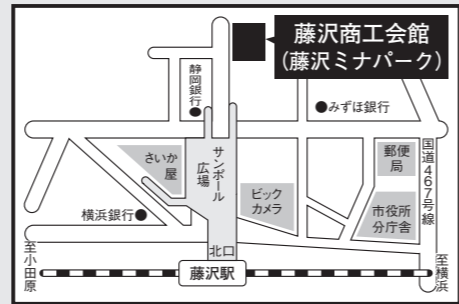 藤沢商工会館
(藤沢ミナパーク)
静岡銀行
みずほ銀行
さいか
屋
サンパール
広場
郵便
局
国道467号線
ビック
カメラ
市役所
分庁舎
横浜銀行
北口
至小田原
藤沢駅
至横浜